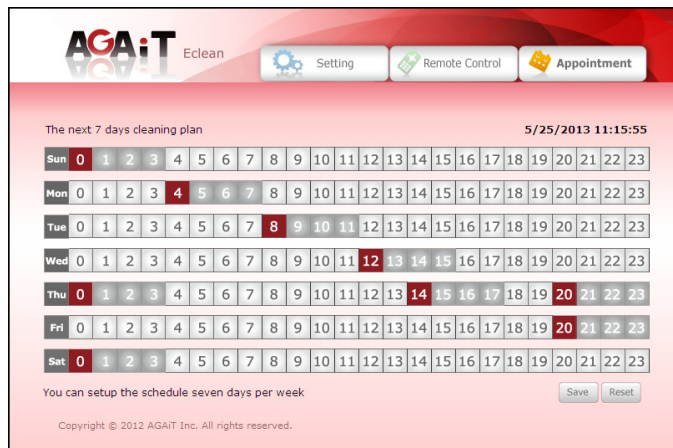 AGAiT Eclean Setting Remote Control Appointment
The next 7 days cleaning plan 5/25/2013 11:15:55
Sun 0 1 2 3 4 5 6 7 8 9 10 11 12 13 14 15 16 17 18 19 20 21 22 23
Mon 0 1 2 3 4 5 6 7 8 9 10 11 12 13 14 15 16 17 18 19 20 21 22 23
Tue 0 1 2 3 4 5 6 7 8 9 10 11 12 13 14 15 16 17 18 19 20 21 22 23
Wed 0 1 2 3 4 5 6 7 8 9 10 11 12 13 14 15 16 17 18 19 20 21 22 23
Thu 0 1 2 3 4 5 6 7 8 9 10 11 12 13 14 15 16 17 18 19 20 21 22 23
Fri 0 1 2 3 4 5 6 7 8 9 10 11 12 13 14 15 16 17 18 19 20 21 22 23
Sat 0 1 2 3 4 5 6 7 8 9 10 11 12 13 14 15 16 17 18 19 20 21 22 23
You can setup the schedule seven days per week Save Reset
Copyright © 2012 AGAiT Inc. All rights reserved.